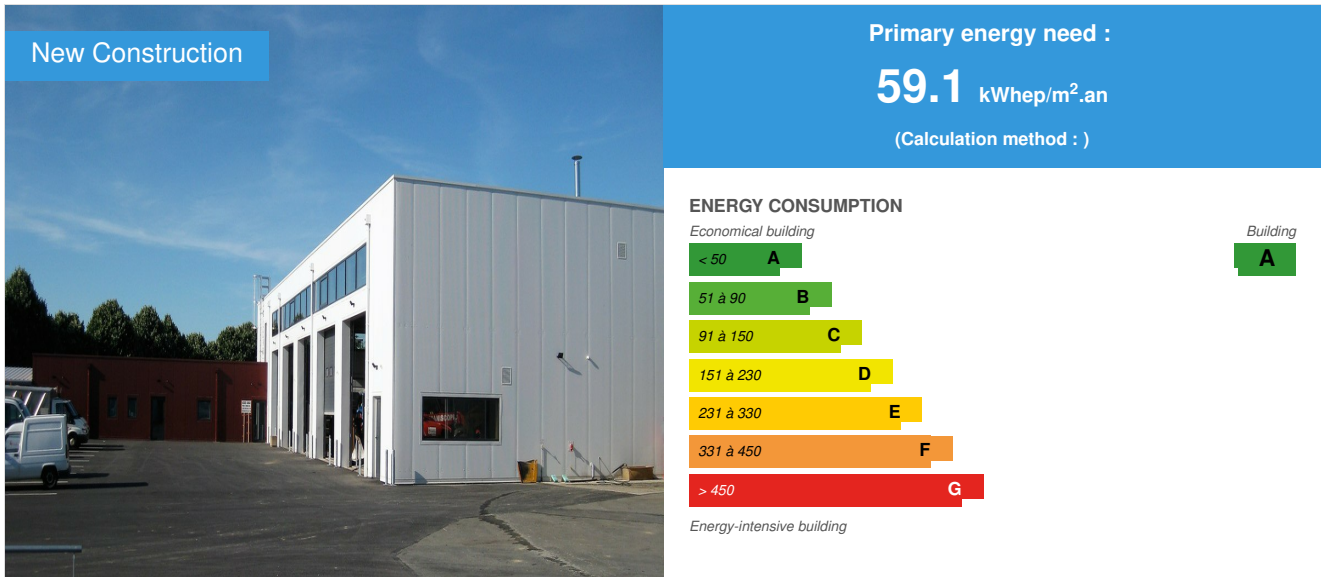 New Construction
Primary energy need :
59.1 kWhep/m².an
(Calculation method : )
ENERGY CONSUMPTION
Economical building
Building
< 50 A
A
51 à 90 B
91 à 150 C
151 à 230 D
231 à 330 E
331 à 450 F
> 450 G
Energy-intensive building